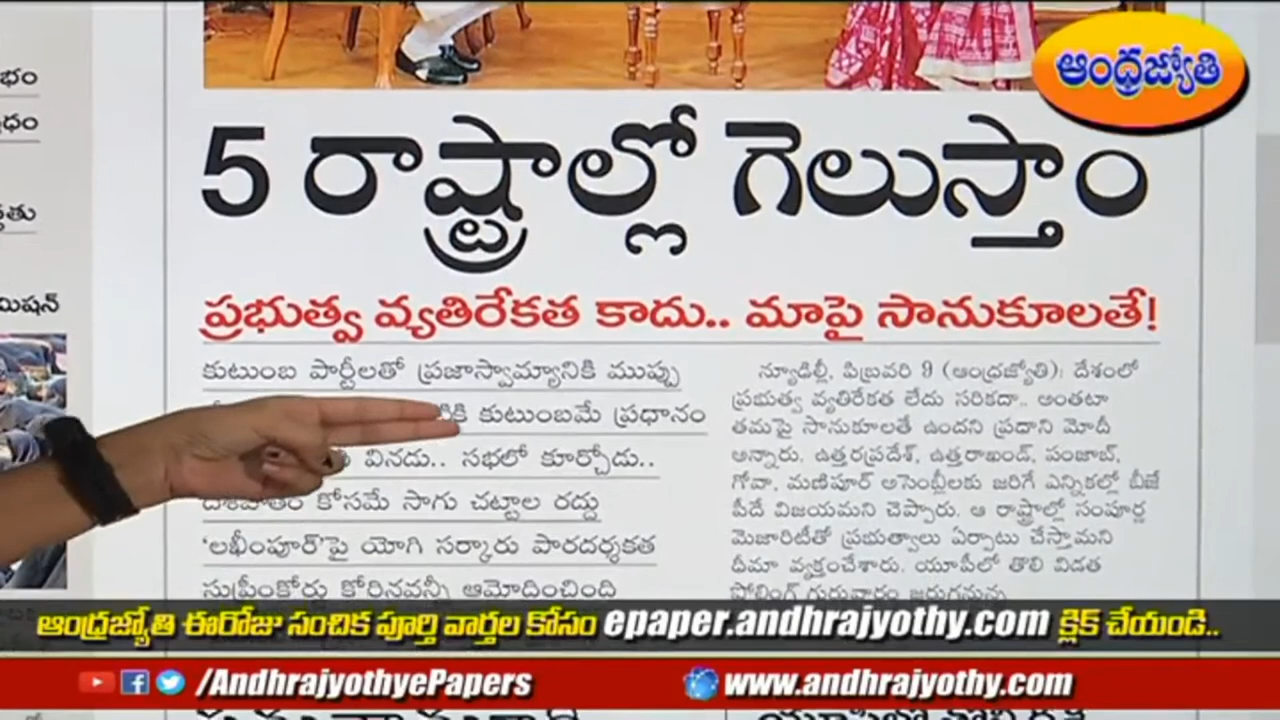 ఆంధ్రజ్యోతి
భం
ధం
మిషన్
5 రాష్ట్రాల్లో గెలుస్తాం
ప్రభుత్వ వ్యతిరేకత కాదు.. మాపై సానుకూలతే!
కుటుంబ పార్టీలతో ప్రజాస్వామ్యానికి ముప్పు
కుటుంబమే ప్రధానం
వినడు.. సభలో కూర్చోడు..
కోసమే సాగు చట్టాల రద్దు
'లఖీంపూర్'పై యోగి సర్కారు పారదర్శకత
సుప్రీంకోర్టు కోరినవన్నీ ఆమోదించింది
న్యూఢిల్లీ, ఫిబ్రవరి 9 (ఆంధ్రజ్యోతి): దేశంలో
ప్రభుత్వ వ్యతిరేకత లేదు సరికదా.. అంతటా
తమపై సానుకూలతే ఉందని ప్రధాని మోదీ
అన్నారు. ఉత్తరప్రదేశ్, ఉత్తరాఖండ్, పంజాబ్,
గోవా, మణిపూర్ అసెంబ్లీలకు జరిగే ఎన్నికల్లో బీజే
పీదే విజయమని చెప్పారు. ఆ రాష్ట్రాల్లో సంపూర్ణ
మెజారిటీతో ప్రభుత్వాలు ఏర్పాటు చేస్తామని
ధీమా వ్యక్తంచేశారు. యూపీలో తొలి విడత
పోలింగ్ గురువారం జరుగనున్న
ఆంధ్రజ్యోతి ఈరోజు సంచిక పూర్తి వార్తల కోసం epaper.andhrajyothy.com క్లిక్ చేయండి..
/AndhrajyothyePapers
www.andhrajyothy.com